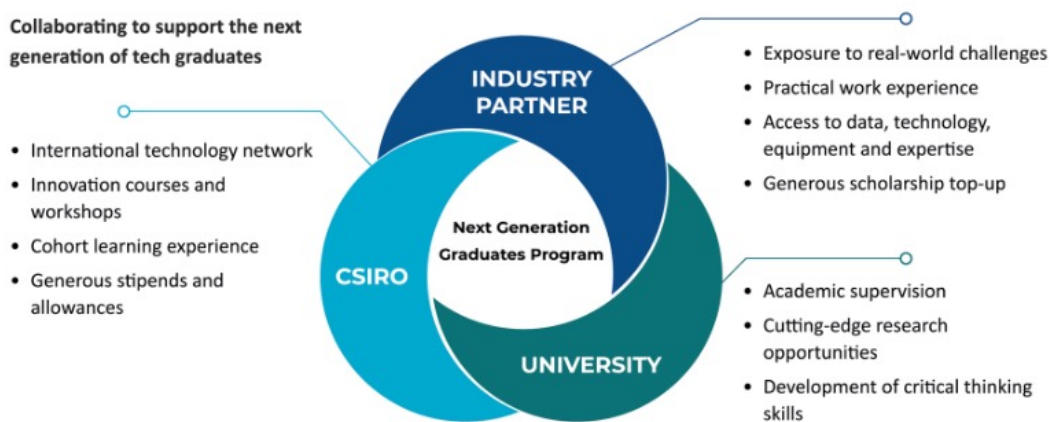 Collaborating to support the next
generation of tech graduates
• International technology network
• Innovation courses and
workshops
• Cohort learning experience
• Generous stipends and
allowances
INDUSTRY
PARTNER
CSIRO
Next Generation
Graduates Program
UNIVERSITY
• Exposure to real-world challenges
• Practical work experience
• Access to data, technology,
equipment and expertise
• Generous scholarship top-up
• Academic supervision
• Cutting-edge research
opportunities
• Development of critical thinking
skills